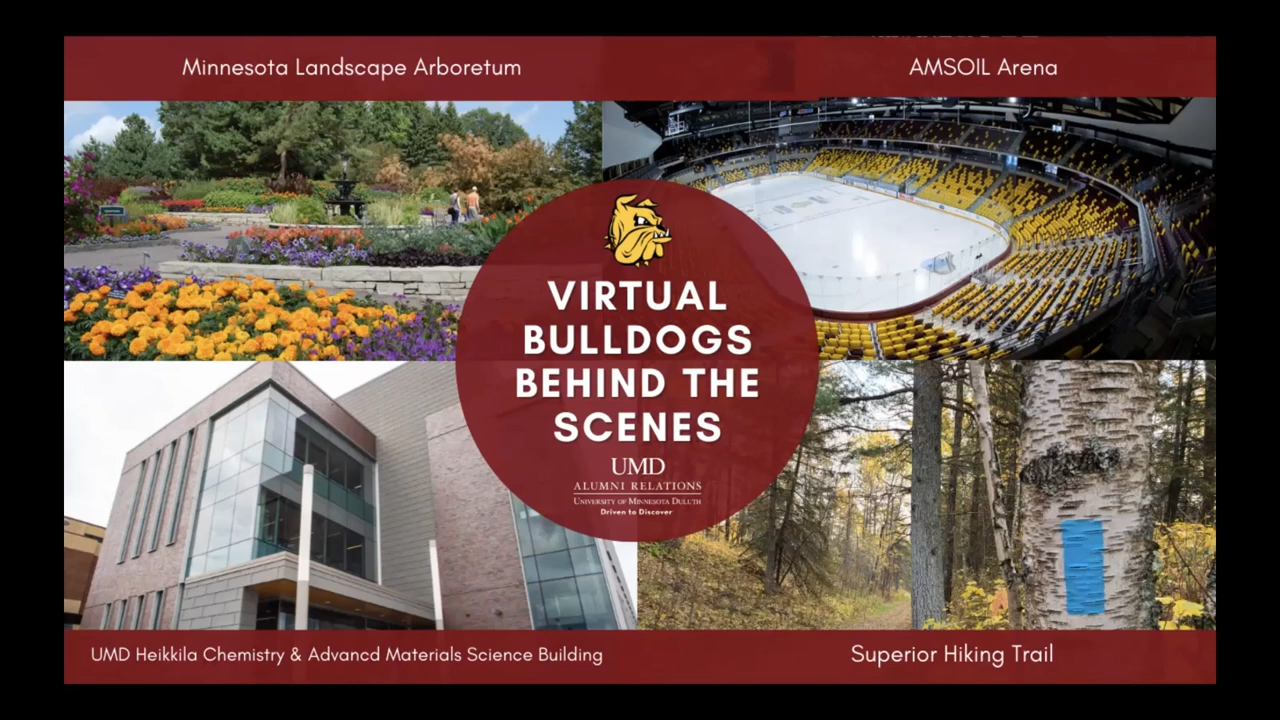 Minnesota Landscape Arboretum
AMSOIL Arena
VIRTUAL
BULLDOGS
BEHIND THE
SCENES
UMD
ALUMNI RELATIONS
UNIVERSITY OF MINNESOTA DULUTH
Driven to Discover
UMD Heikkila Chemistry & Advancd Materials Science Building
Superior Hiking Trail